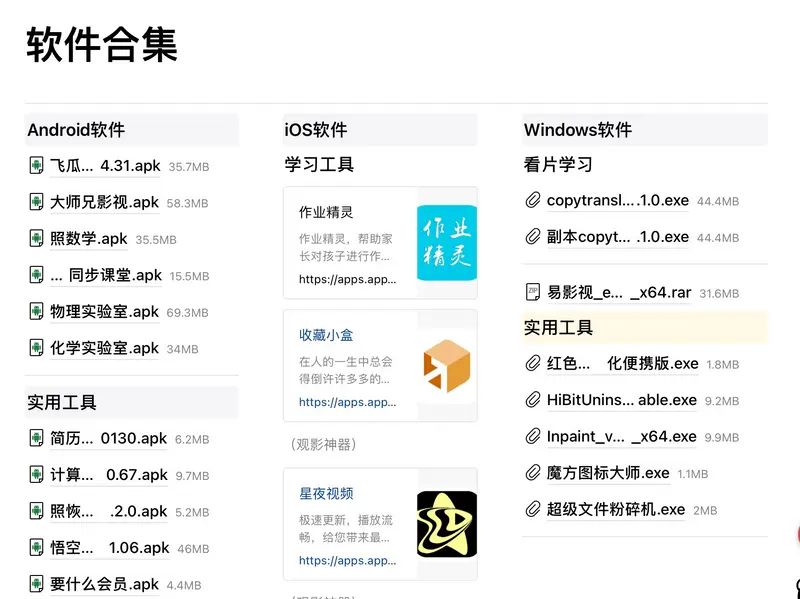 软件合集
Android软件
飞瓜... 4.31.apk 35.7MB
大师兄影视.apk 58.3MB
照数学.apk 35.5MB
... 同步课堂.apk 15.5MB
物理实验室.apk 69.3MB
化学实验室.apk 34MB
实用工具
简历... 0130.apk 6.2MB
计算... 0.67.apk 9.7MB
照恢... .2.0.apk 5.2MB
悟空... 1.06.apk 46MB
要什么会员.apk 4.4MB
iOS软件
学习工具
作业精灵
作业精灵，帮助家
长对孩子进行作...
https://apps.app...
作业
精灵
收藏小盒
在人的一生中总会
得倒许许多多的...
https://apps.app...
（观影神器）
星夜视频
极速更新，播放流
畅，给您带来最...
https://apps.app...
Windows软件
看片学习
copytransl....1.0.exe 44.4MB
副本copyt... .1.0.exe 44.4MB
ZIP
易影视_e... _x64.rar 31.6MB
实用工具
红色... 化便携版.exe 1.8MB
HiBitUnins... able.exe 9.2MB
Inpaint_v... _x64.exe 9.9MB
魔方图标大师.exe 1.1MB
超级文件粉碎机.exe 2MB